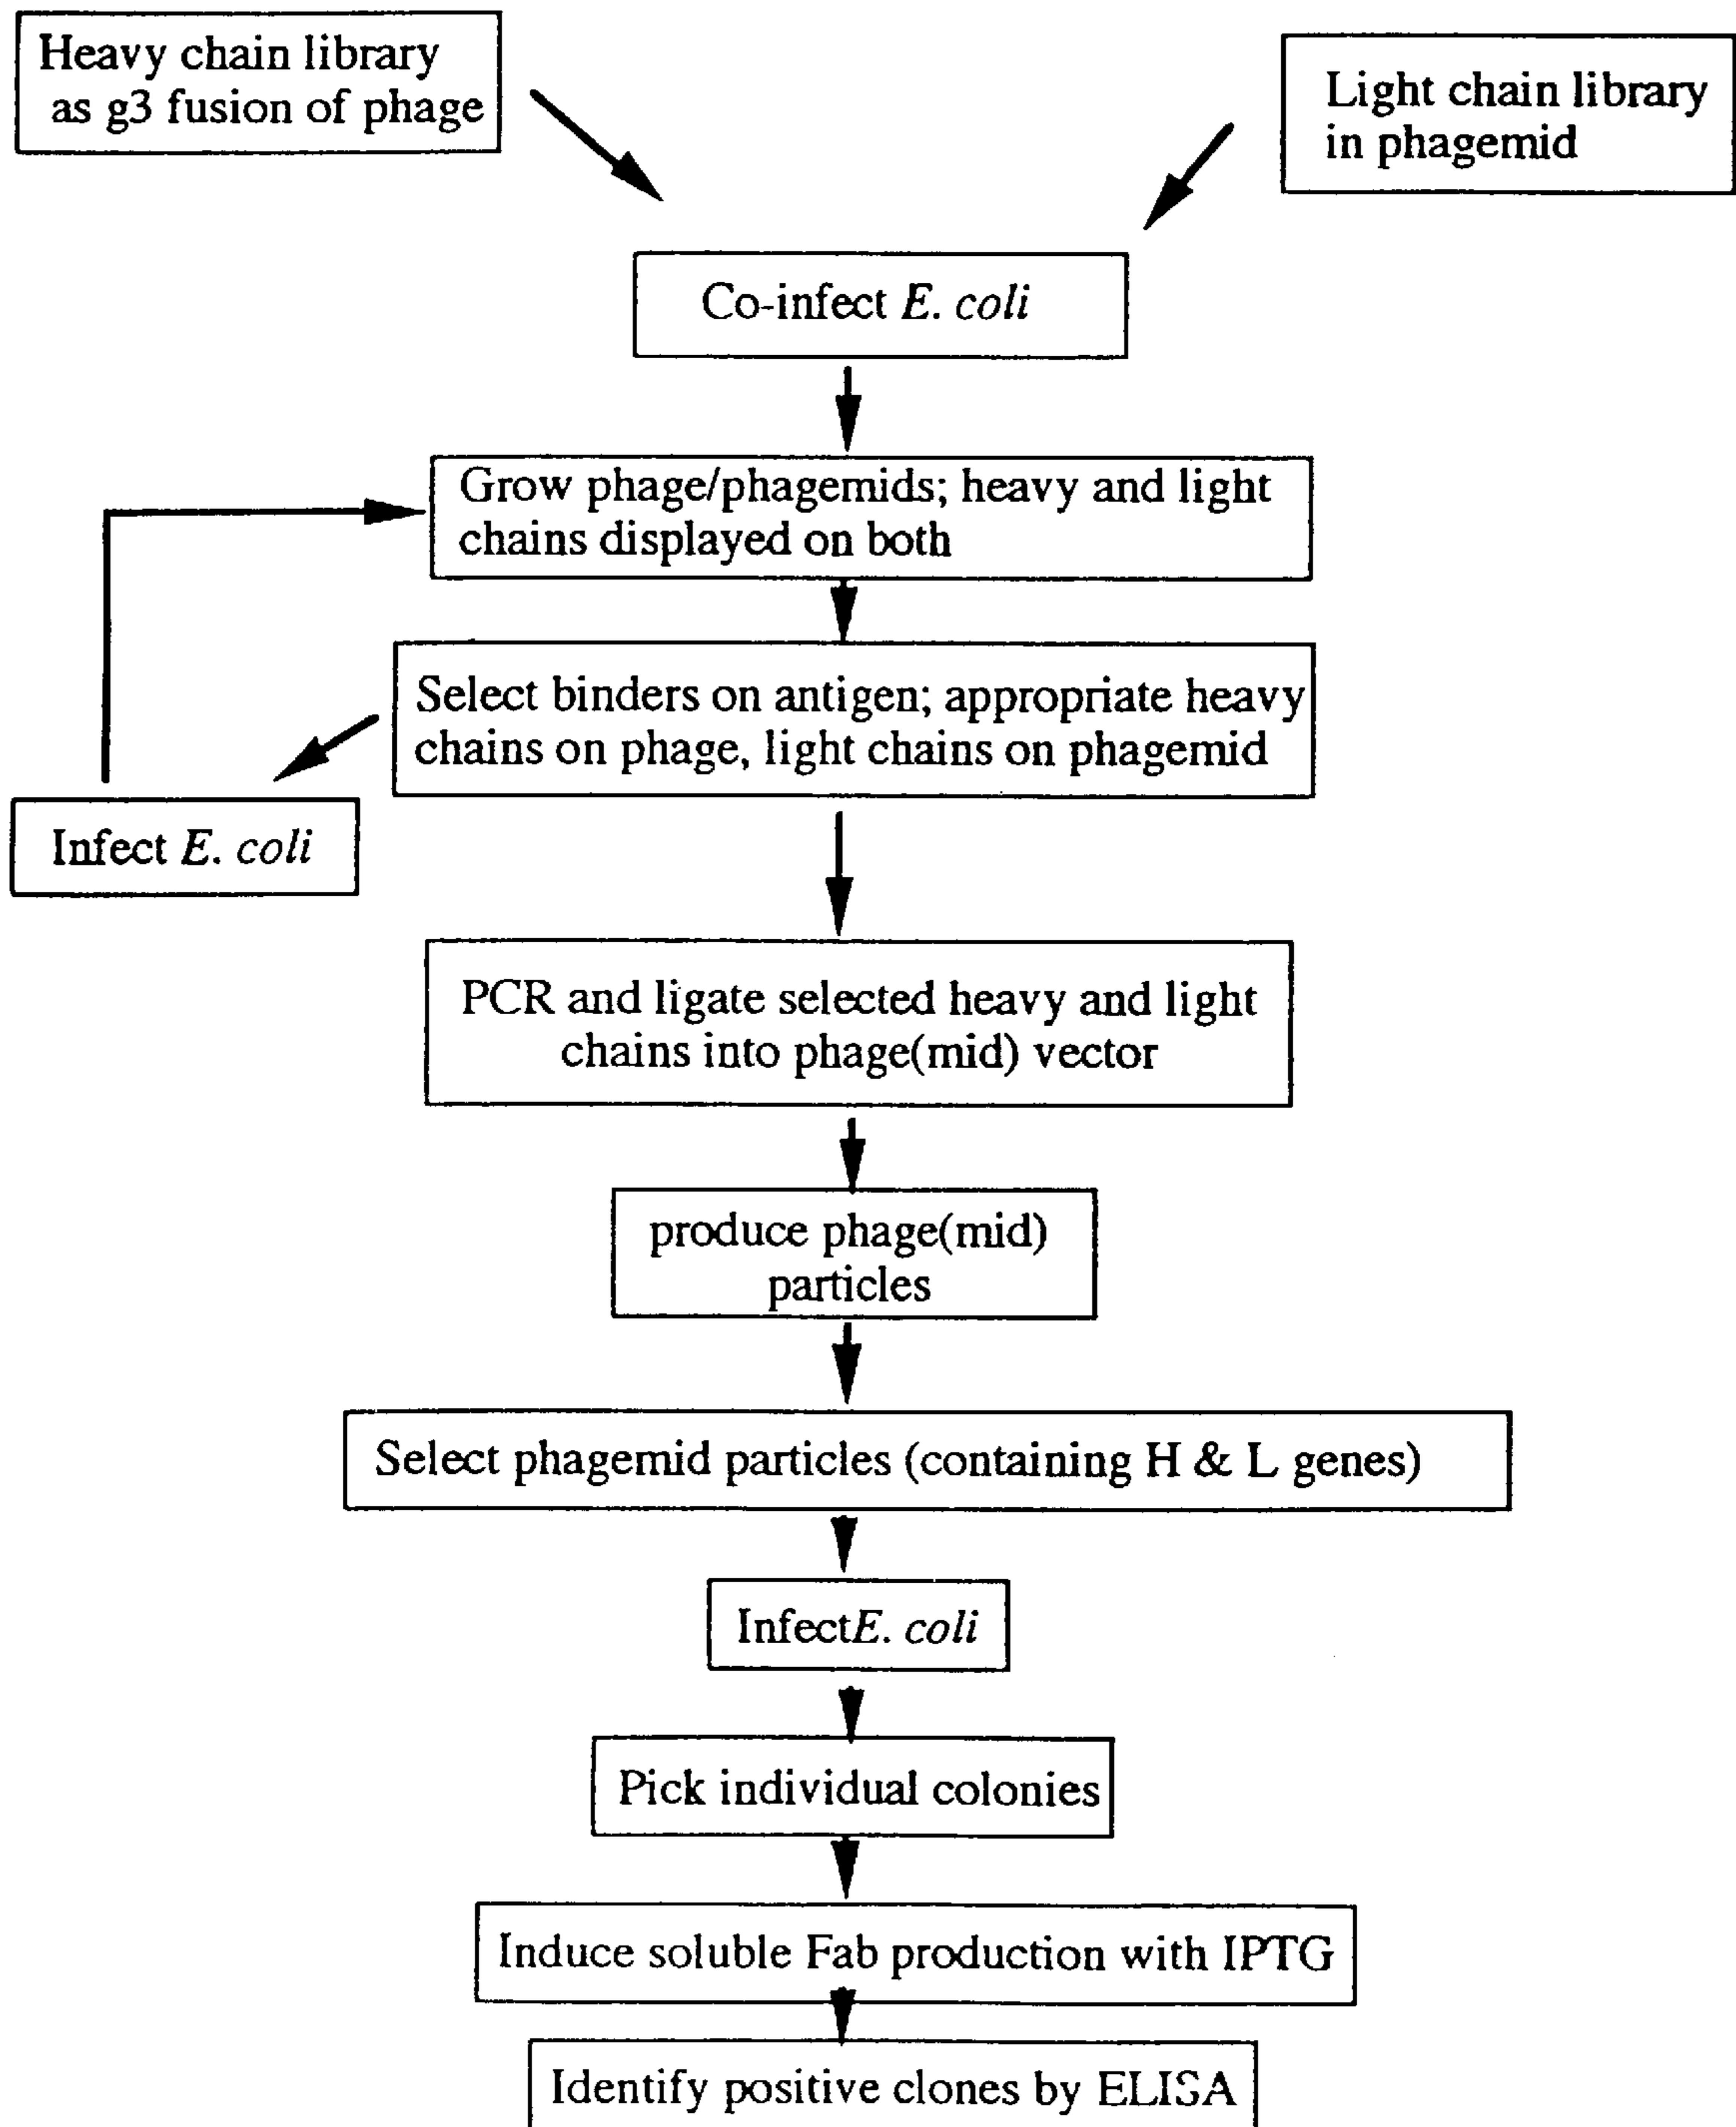 Heavy chain library
as g3 fusion of phage
Light chain library
in phagemid
Co-infect E. coli
Grow phage/phagemids; heavy and light
chains displayed on both
Select binders on antigen; appropriate heavy
chains on phage, light chains on phagemid
Infect E. coli
PCR and ligate selected heavy and light
chains into phage(mid) vector
produce phage(mid)
particles
Select phagemid particles (containing H & L genes)
InfectE. coli
Pick individual colonies
Induce soluble Fab production with IPTG
Identify positive clones by ELISA